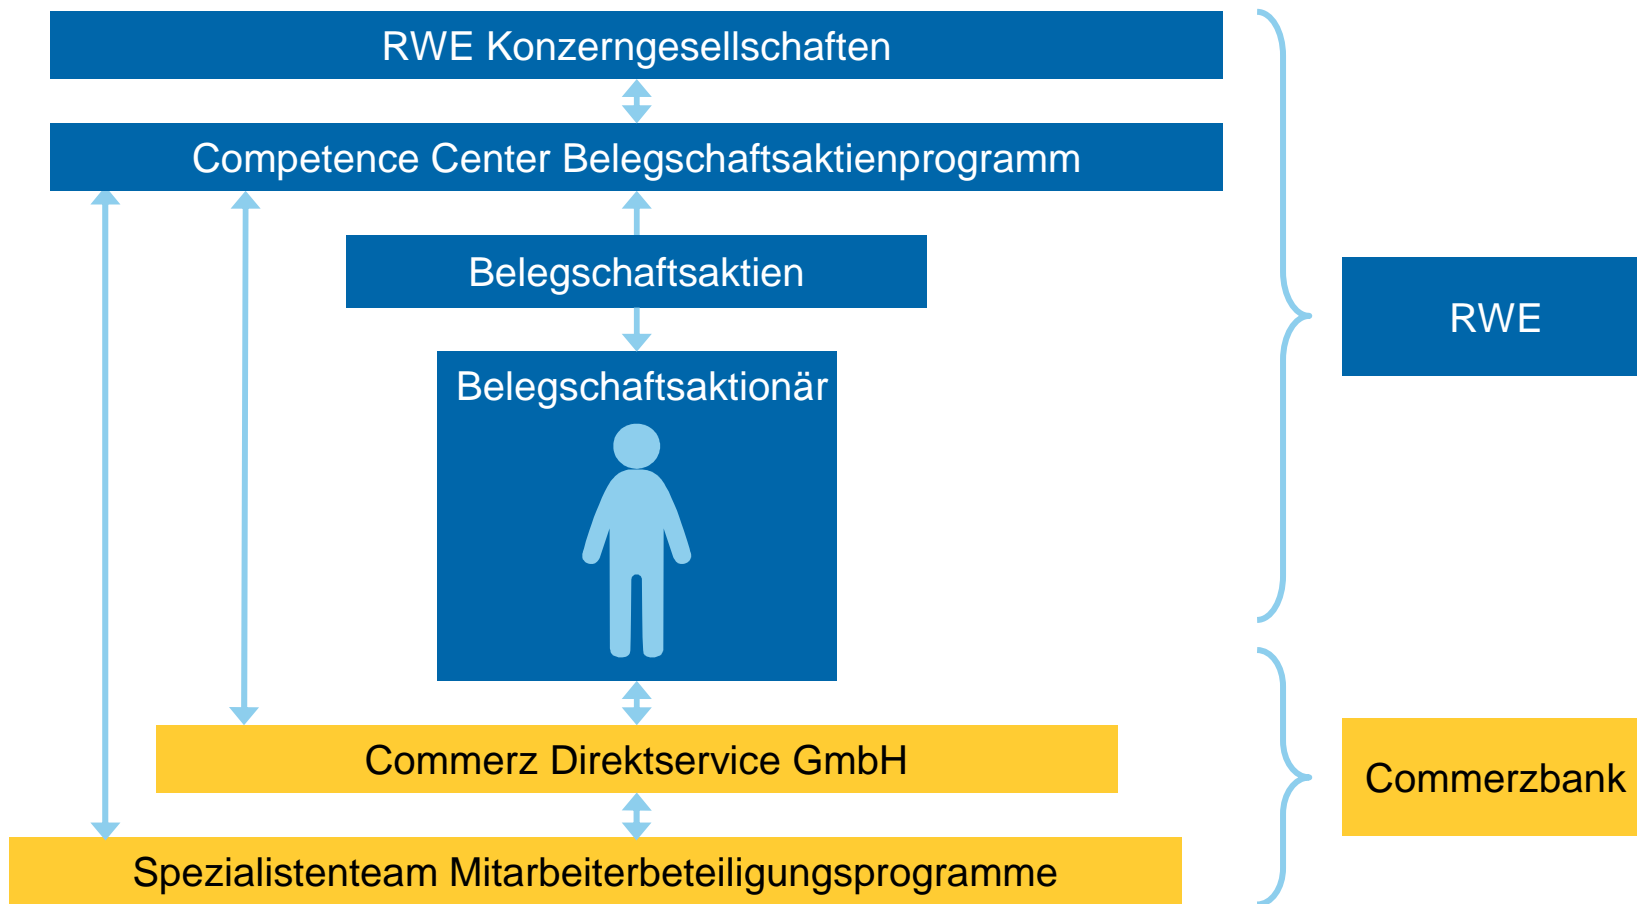 RWE Konzerngesellschaften
Competence Center Belegschaftsaktienprogramm
Belegschaftsaktien
Belegschaftsaktionär
RWE
Commerz Direktservice GmbH
Commerzbank
Spezialistenteam Mitarbeiterbeteiligungsprogramme